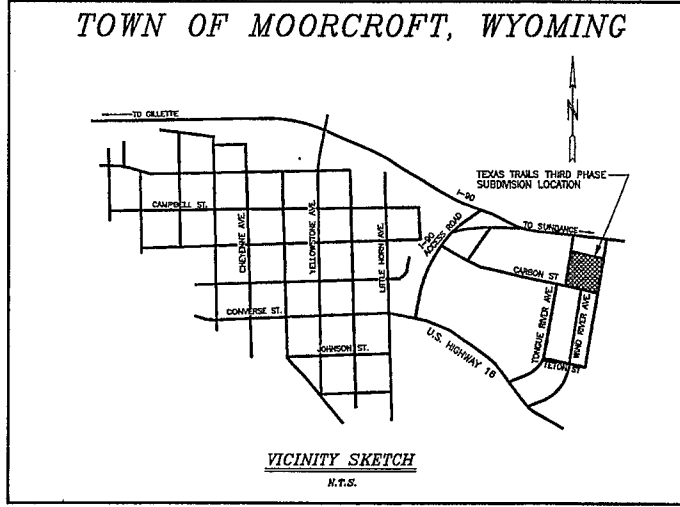 TOWN OF MOORCROFT, WYOMING
TO GILLETTE
N
TEXAS TRAILS THIRD PHASE
SUBDIVISION LOCATION
I-90
TO SUNDANCE
CAMPBELL ST.
CHEYENNE AVE.
YELLOWSTONE AVE.
LITTLE HORN AVE.
I-90
ACCESS ROAD
CARBON ST
CONVERSE ST.
U.S. HIGHWAY 16
TONGUE RIVER AVE.
WIND RIVER AVE.
JOHNSON ST.
TETON ST
VICINITY SKETCH
N.T.S.